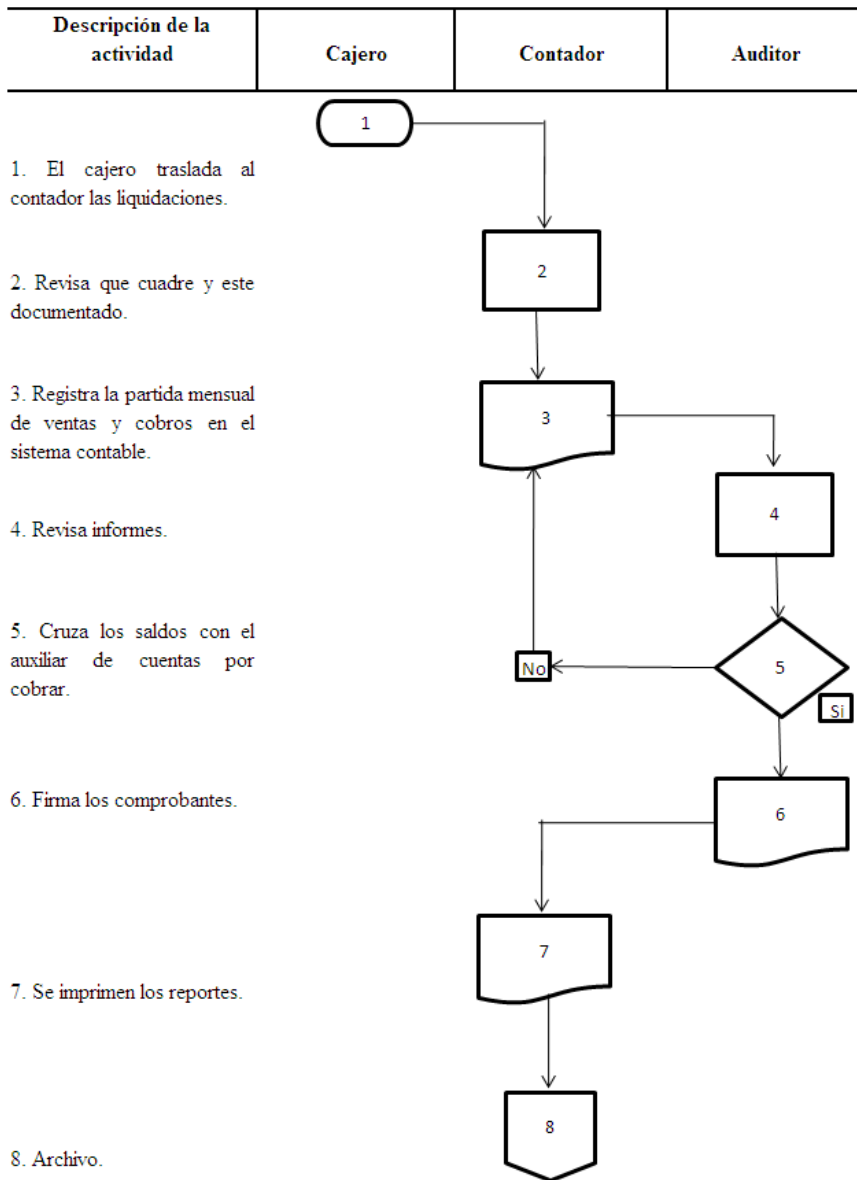 Descripción de la
actividad
Cajero
Contador
Auditor
1
1. El cajero traslada al
contador las liquidaciones.
2
2. Revisa que cuadre y este
documentado.
3. Registra la partida mensual
de ventas y cobros en el
sistema contable.
3
4
4. Revisa informes.
5. Cruza los saldos con el
auxiliar de cuentas por
cobrar.
No
5
Si
6. Firma los comprobantes.
6
7
7. Se imprimen los reportes.
8
8. Archivo.